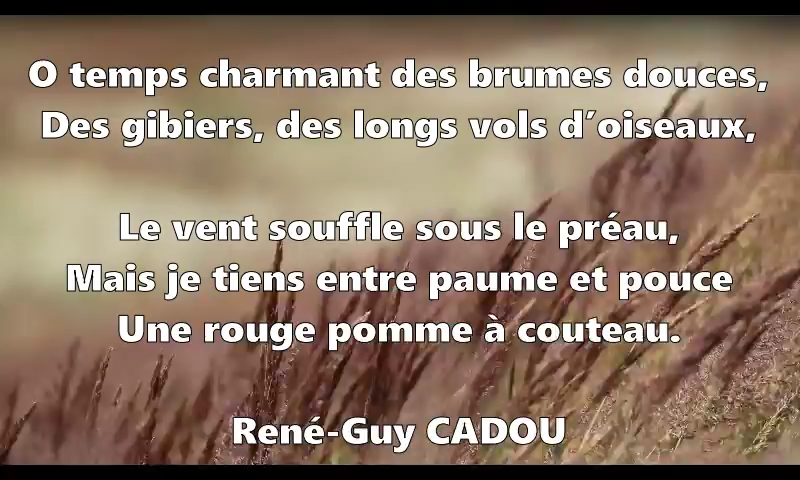 O temps charmant des brumes douces,
Des gibiers, des longs vols d'oiseaux,
Le vent souffle sous le préau,
Mais je tiens entre paume et pouce
Une rouge pomme à couteau.
René-Guy CADOU